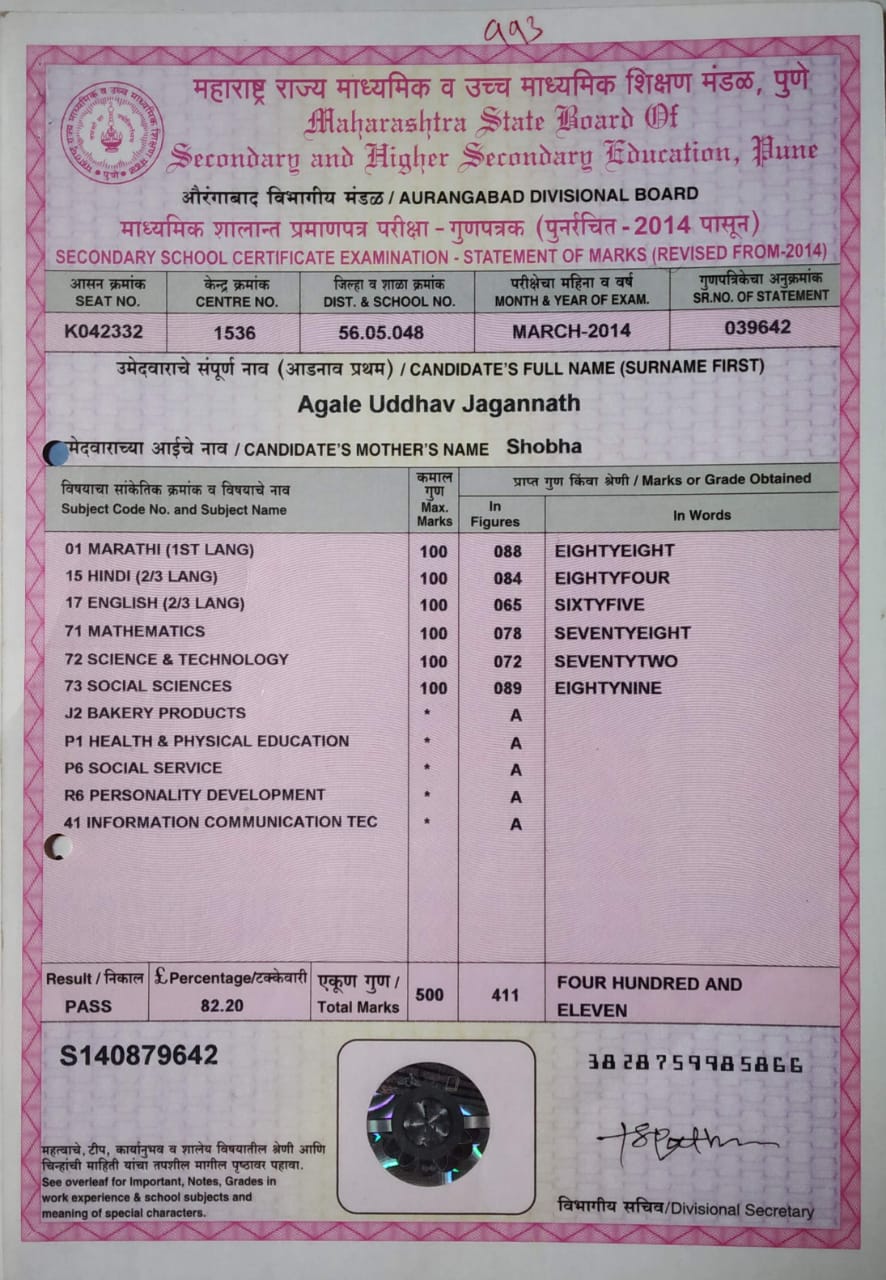 993
महाराष्ट्र राज्य माध्यमिक व उच्च माध्यमिक शिक्षण मंडळ, पुणे
Maharashtra State Board Of
Secondary and Higher Secondary Education, Pune
औरंगाबाद विभागीय मंडळ / AURANGABAD DIVISIONAL BOARD
माध्यमिक शालान्त प्रमाणपत्र परीक्षा - गुणपत्रक (पुनर्रचित - 2014 पासून)
SECONDARY SCHOOL CERTIFICATE EXAMINATION - STATEMENT OF MARKS (REVISED FROM-2014)
आसन क्रमांक केन्द्र क्रमांक जिल्हा व शाळा क्रमांक परीक्षेचा महिना व वर्ष गुणपत्रिकेचा अनुक्रमांक
SEAT NO. CENTRE NO. DIST. & SCHOOL NO. MONTH & YEAR OF EXAM. SR.NO. OF STATEMENT
K042332 1536 56.05.048 MARCH-2014 039642
उमेदवाराचे संपूर्ण नाव (आडनाव प्रथम) / CANDIDATE'S FULL NAME (SURNAME FIRST)
Agale Uddhav Jagannath
मेदवाराच्या आईचे नाव / CANDIDATE'S MOTHER'S NAME Shobha
विषयाचा सांकेतिक क्रमांक व विषयाचे नाव
Subject Code No. and Subject Name
कमाल
गुण
Max.
Marks
प्राप्त गुण किंवा श्रेणी / Marks or Grade Obtained
In
Figures
In Words
01 MARATHI (1ST LANG) 100 088 EIGHTYEIGHT
15 HINDI (2/3 LANG) 100 084 EIGHTYFOUR
17 ENGLISH (2/3 LANG) 100 065 SIXTYFIVE
71 MATHEMATICS 100 078 SEVENTYEIGHT
72 SCIENCE & TECHNOLOGY 100 072 SEVENTYTWO
73 SOCIAL SCIENCES 100 089 EIGHTYNINE
J2 BAKERY PRODUCTS * A
P1 HEALTH & PHYSICAL EDUCATION * A
P6 SOCIAL SERVICE * A
R6 PERSONALITY DEVELOPMENT * A
41 INFORMATION COMMUNICATION TEC * A
Result / निकाल £ Percentage/टक्केवारी एकूण गुण /
PASS 82.20 Total Marks 500 411 FOUR HUNDRED AND
ELEVEN
S140879642
3828759985866
महत्वाचे, टीप, कार्यानुभव व शालेय विषयातील श्रेणी आणि
चिन्हांची माहिती यांचा तपशील मागील पृष्ठावर पहावा.
See overleaf for Important, Notes, Grades in
work experience & school subjects and
meaning of special characters.
विभागीय सचिव/Divisional Secretary